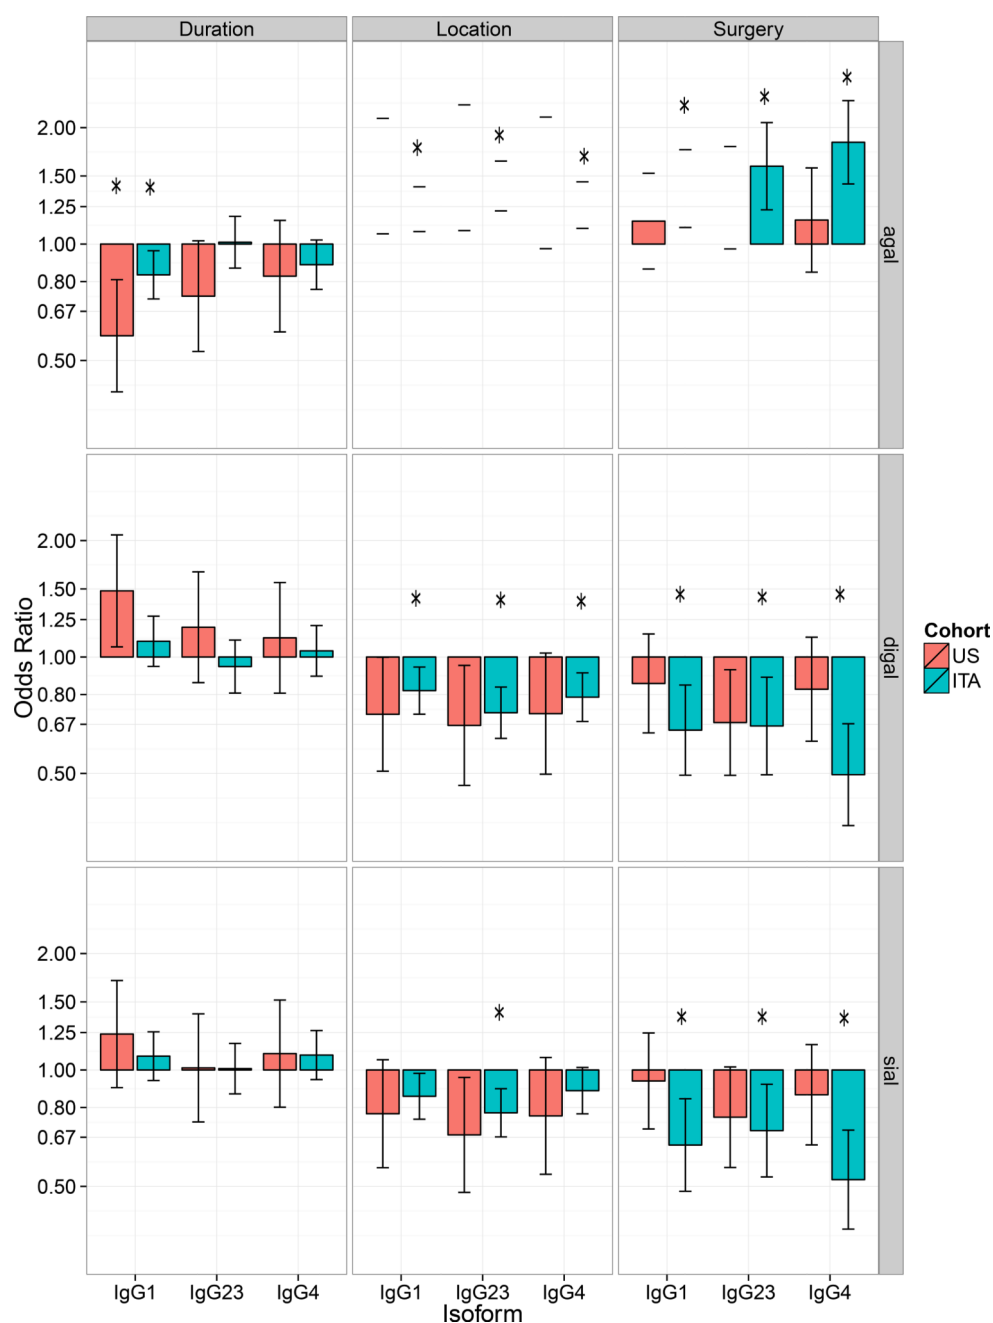 Duration Location Surgery
2.00
1.50
1.25
1.00
0.80
0.67
0.50
agal
2.00
1.50
1.25
1.00
0.80
0.67
0.50
digal
Odds Ratio
Cohort
US
ITA
2.00
1.50
1.25
1.00
0.80
0.67
0.50
sial
IgG1 IgG23 IgG4 IgG1 IgG23 IgG4 IgG1 IgG23 IgG4
Isoform